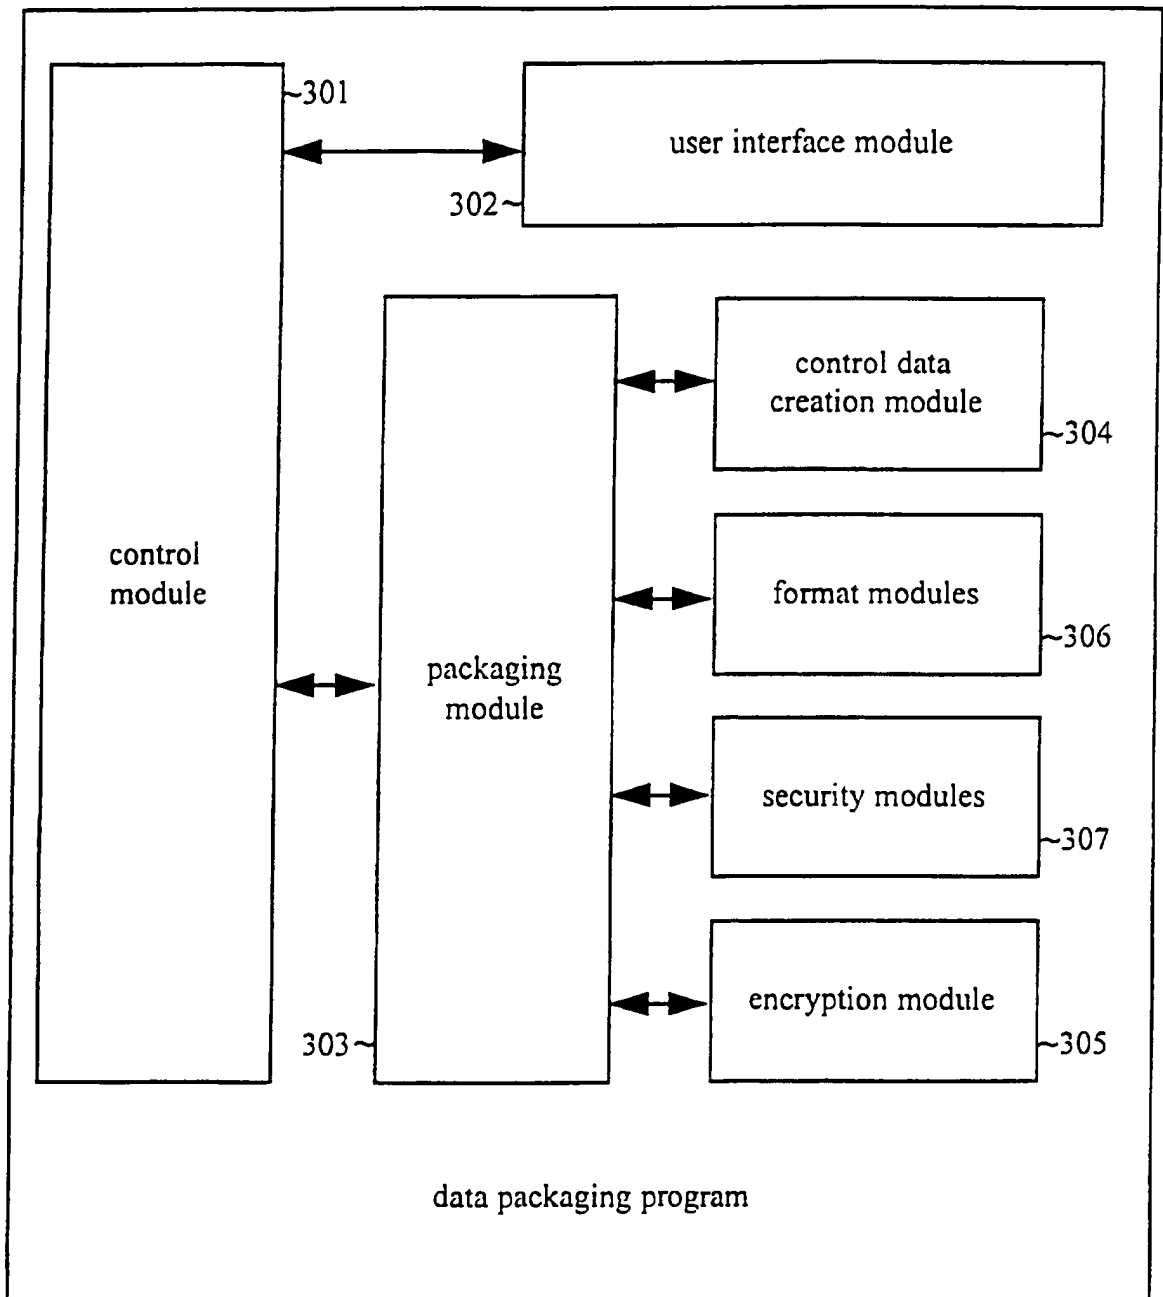 301
user interface module
302
control data
creation module
304
control
module
format modules
306
packaging
module
security modules
307
encryption module
303
305
data packaging program